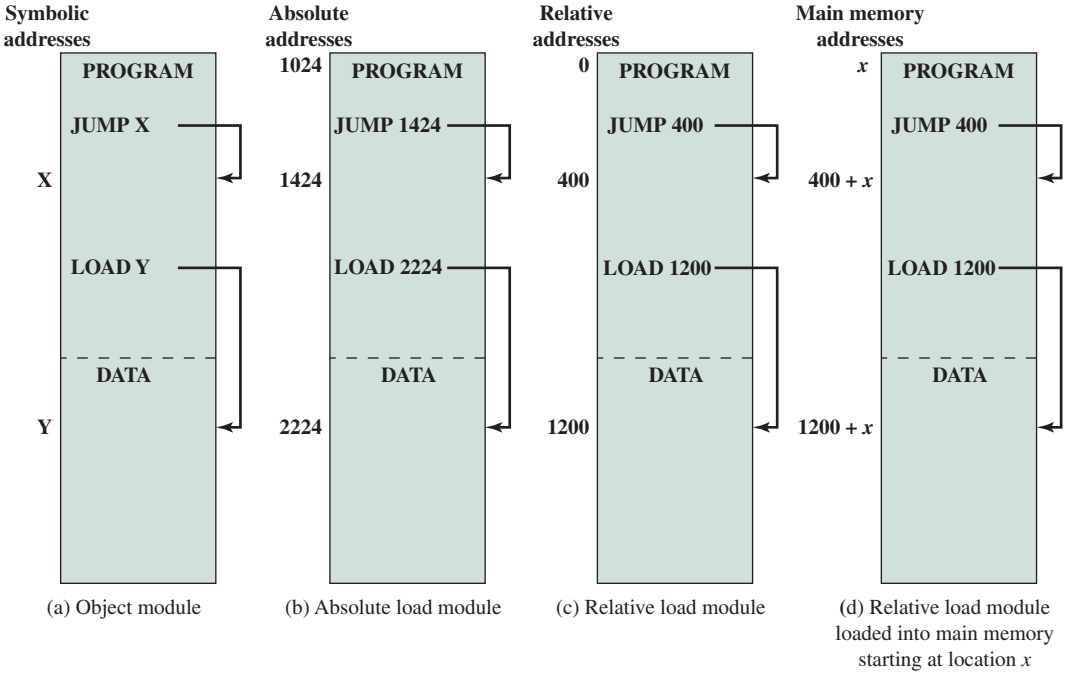 Symbolic
addresses
PROGRAM
JUMP X
X
LOAD Y
DATA
Y
(a) Object module
Absolute
addresses
1024
PROGRAM
JUMP 1424
1424
LOAD 2224
DATA
2224
(b) Absolute load module
Relative
addresses
0
PROGRAM
JUMP 400
400
LOAD 1200
DATA
1200
(c) Relative load module
Main memory
addresses
x
PROGRAM
JUMP 400
400 + x
LOAD 1200
DATA
1200 + x
(d) Relative load module
loaded into main memory
starting at location x